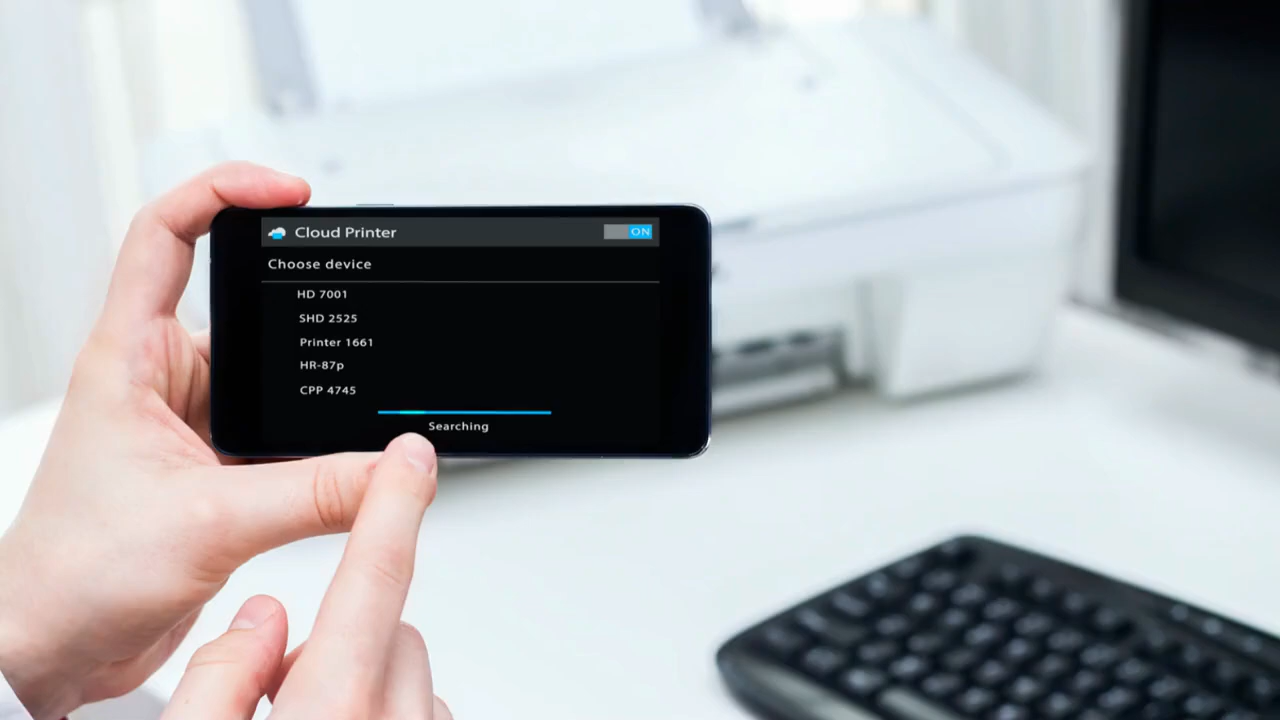 Cloud Printer ON
Choose device
HD 7001
SHD 2525
Printer 1661
HR-87p
CPP 4745
Searching